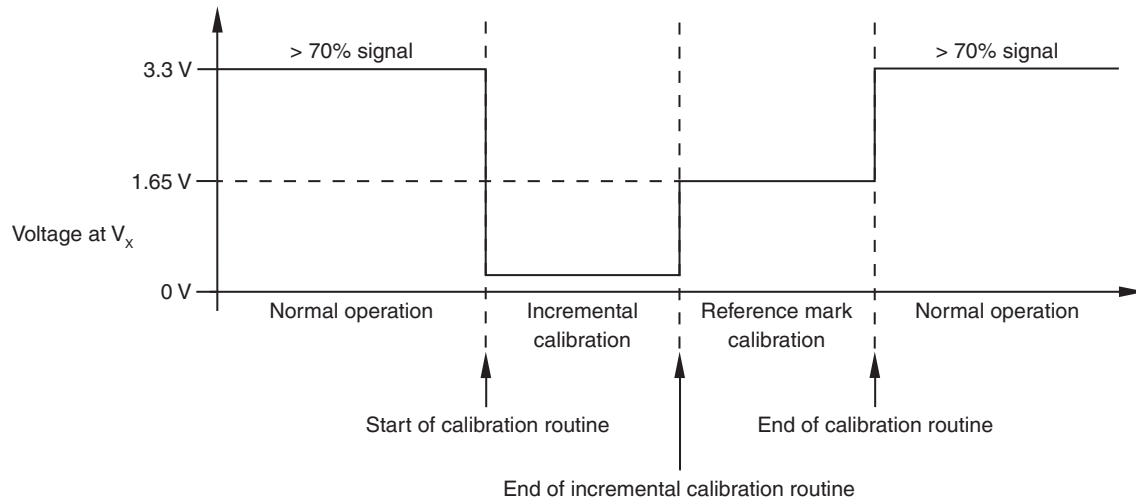 > 70% signal
> 70% signal
3.3 V
1.65 V
Voltage at Vx
0 V
Normal operation
Incremental
calibration
Reference mark
calibration
Normal operation
Start of calibration routine
End of calibration routine
End of incremental calibration routine